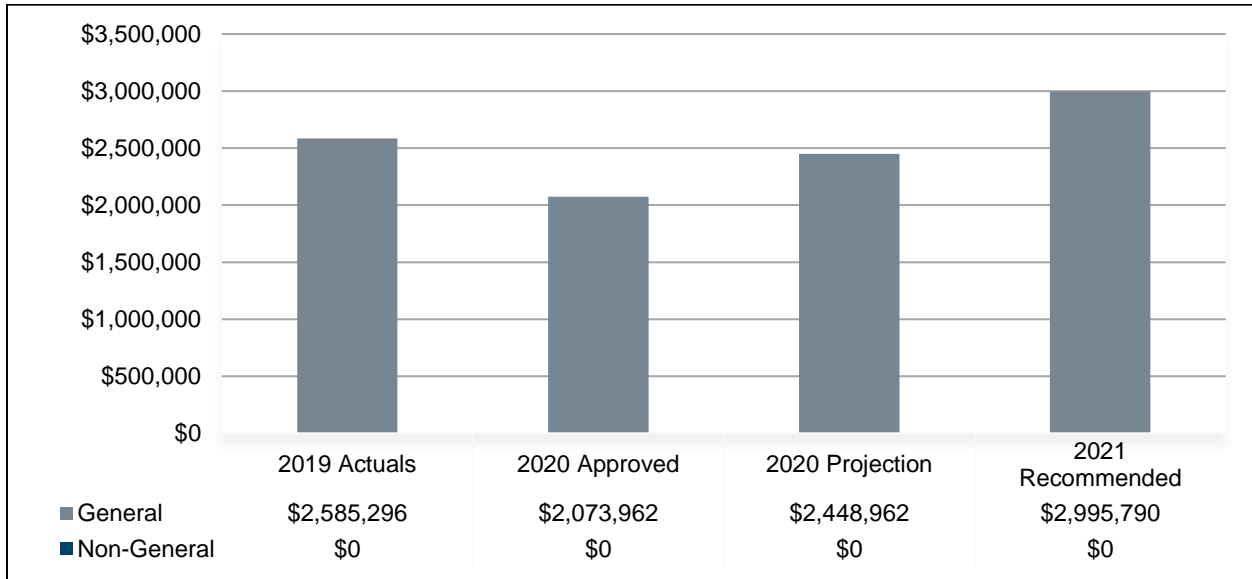 $3,500,000
$3,000,000
$2,500,000
$2,000,000
$1,500,000
$1,000,000
$500,000
$0
2019 Actuals 2020 Approved 2020 Projection 2021
Recommended
General $2,585,296 $2,073,962 $2,448,962 $2,995,790
Non-General $0 $0 $0 $0